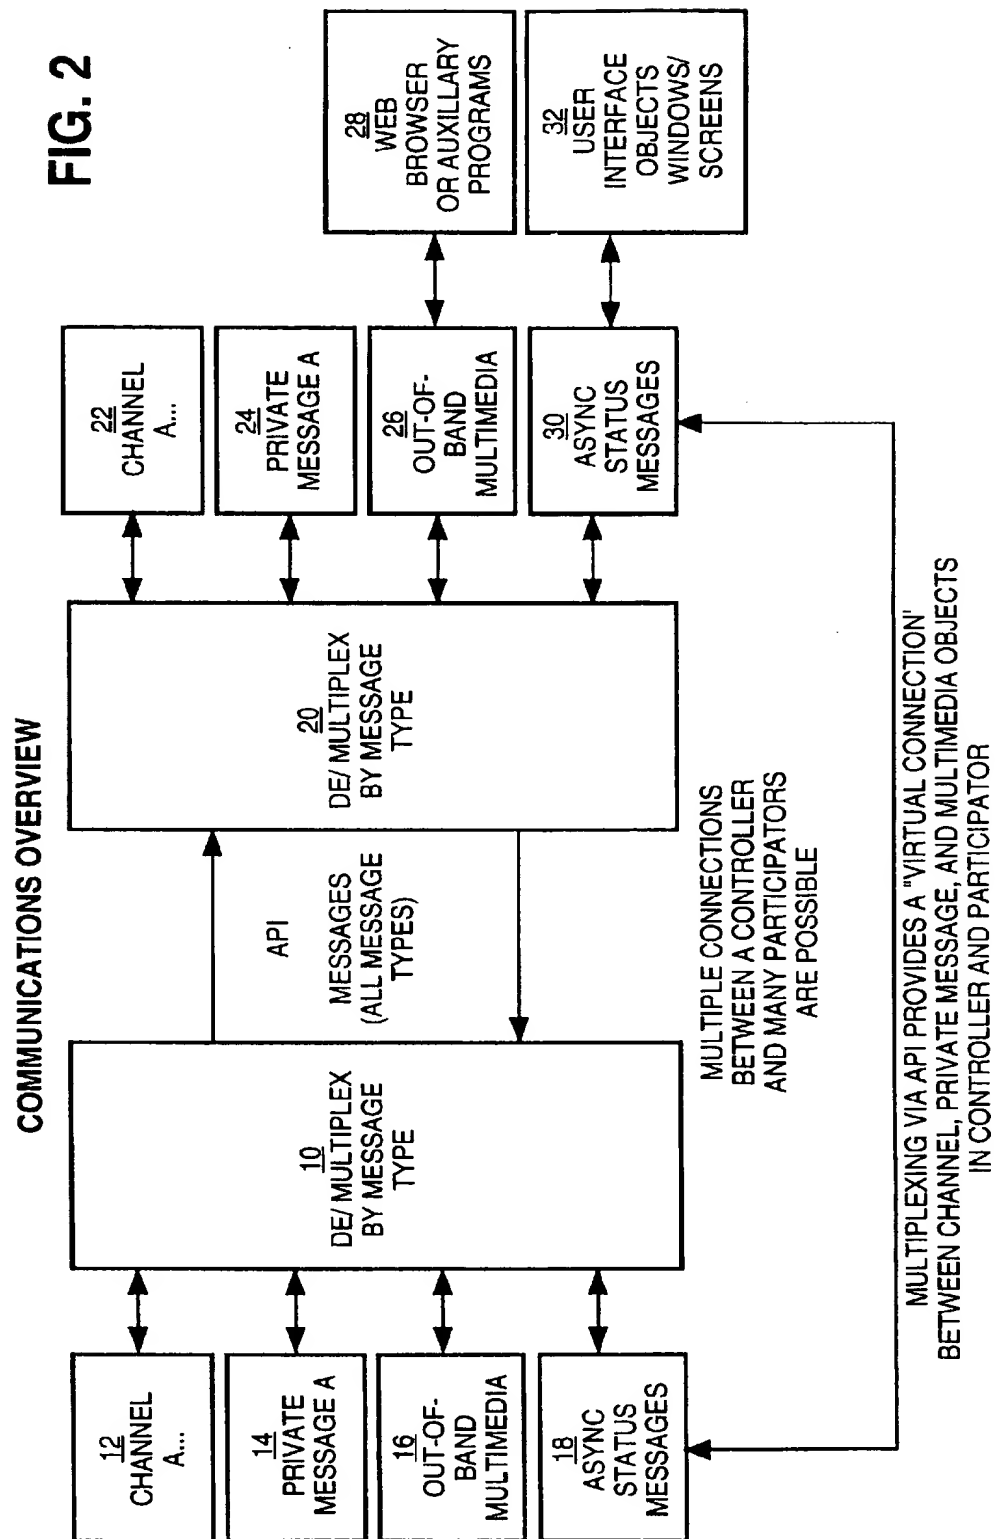 FIG. 2
COMMUNICATIONS OVERVIEW
12
CHANNEL
A...
14
PRIVATE
MESSAGE A
16
OUT-OF-
BAND
MULTIMEDIA
18
ASYNC
STATUS
MESSAGES
10
DE/ MULTIPLEX
BY MESSAGE
TYPE
API
MESSAGES
(ALL MESSAGE
TYPES)
20
DE/ MULTIPLEX
BY MESSAGE
TYPE
22
CHANNEL
A...
24
PRIVATE
MESSAGE A
26
OUT-OF-
BAND
MULTIMEDIA
30
ASYNC
STATUS
MESSAGES
28
WEB
BROWSER
OR AUXILLARY
PROGRAMS
32
USER
INTERFACE
OBJECTS
WINDOWS/
SCREENS
MULTIPLE CONNECTIONS
BETWEEN A CONTROLLER
AND MANY PARTICIPATORS
ARE POSSIBLE
MULTIPLEXING VIA API PROVIDES A "VIRTUAL CONNECTION'
BETWEEN CHANNEL, PRIVATE MESSAGE, AND MULTIMEDIA OBJECTS
IN CONTROLLER AND PARTICIPATOR